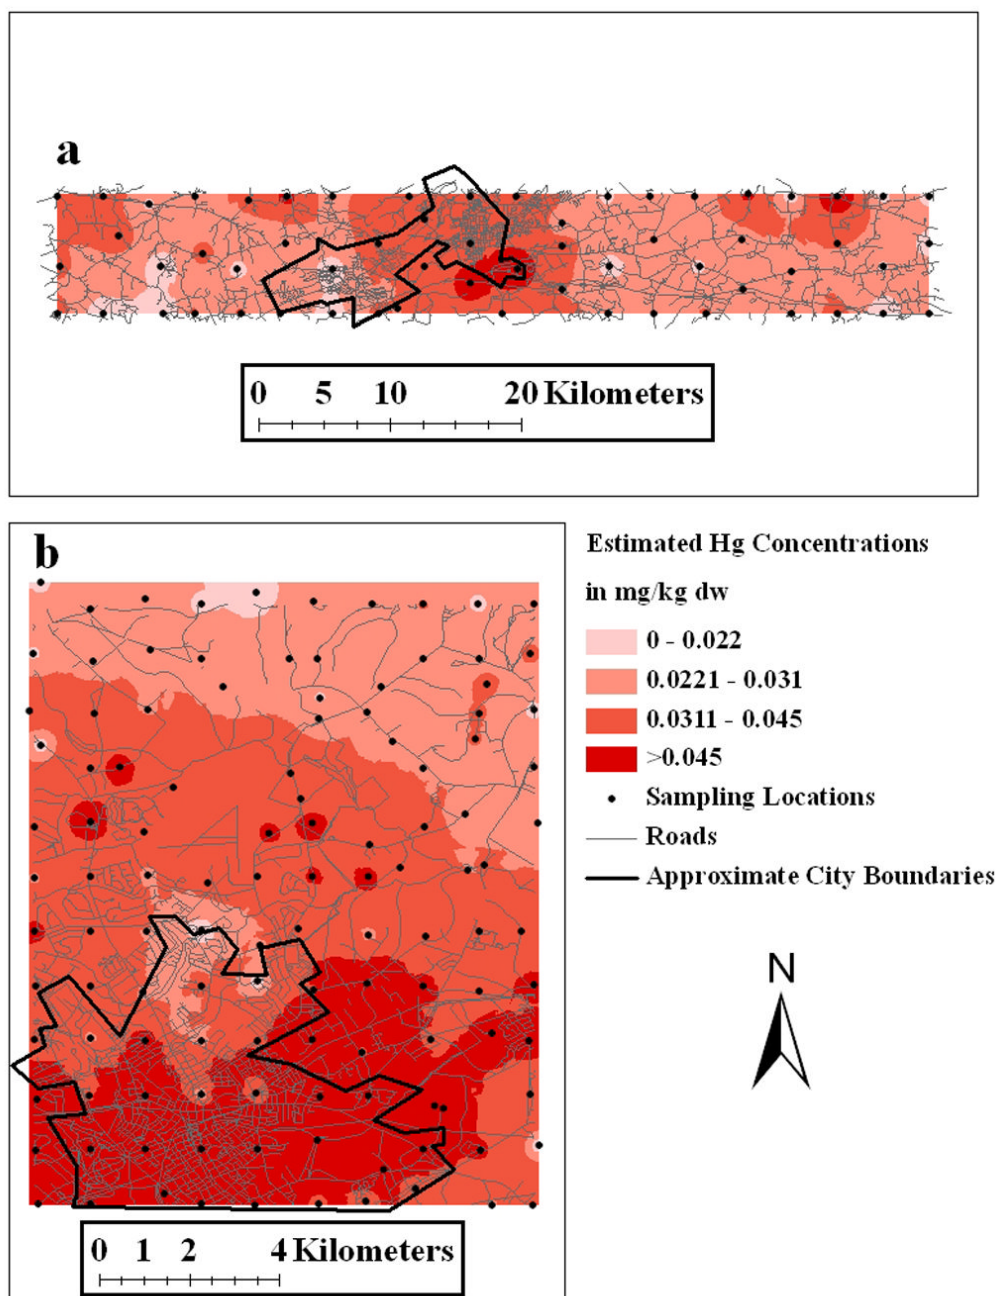 a
0 5 10 20 Kilometers
b
Estimated Hg Concentrations
in mg/kg dw
0 - 0.022
0.0221 - 0.031
0.0311 - 0.045
>0.045
Sampling Locations
Roads
Approximate City Boundaries
N
0 1 2 4 Kilometers